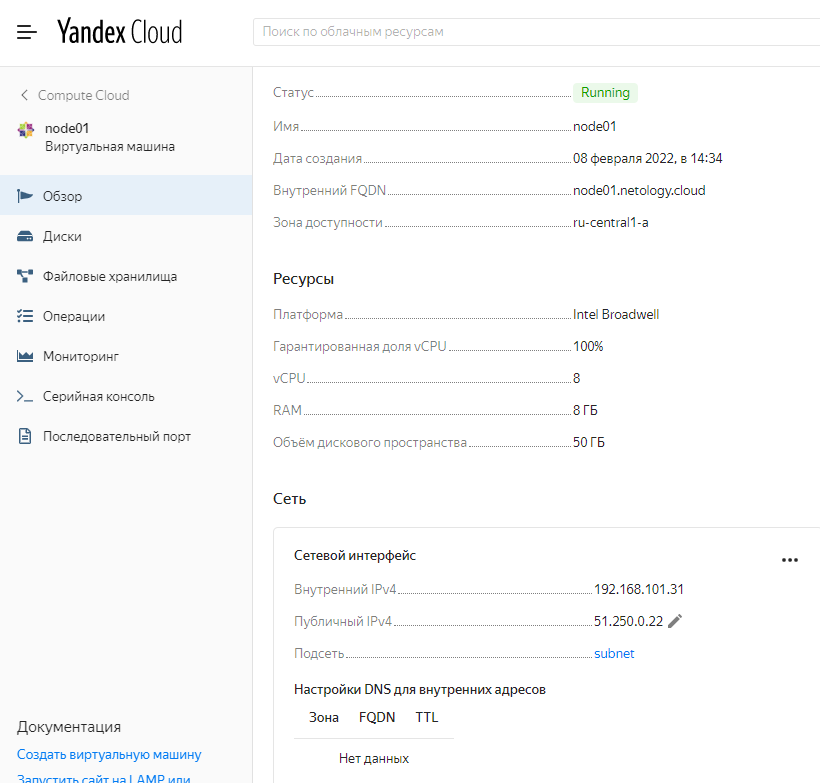 Yandex Cloud
Поиск по облачным ресурсам
Compute Cloud
node01
Виртуальная машина
Обзор
Диски
Файловые хранилища
Операции
Мониторинг
Серийная консоль
Последовательный порт
Документация
Создать виртуальную машину
Запустить сайт на LAMP или
Статус Running
Имя node01
Дата создания 08 февраля 2022, в 14:34
Внутренний FQDN node01.netology.cloud
Зона доступности ru-central1-a
Ресурсы
Платформа Intel Broadwell
Гарантированная доля vCPU 100%
vCPU 8
RAM 8 ГБ
Объём дискового пространства 50 ГБ
Сеть
Сетевой интерфейс
Внутренний IPv4 192.168.101.31
Публичный IPv4 51.250.0.22
Подсеть subnet
Настройки DNS для внутренних адресов
Зона FQDN TTL
Нет данных